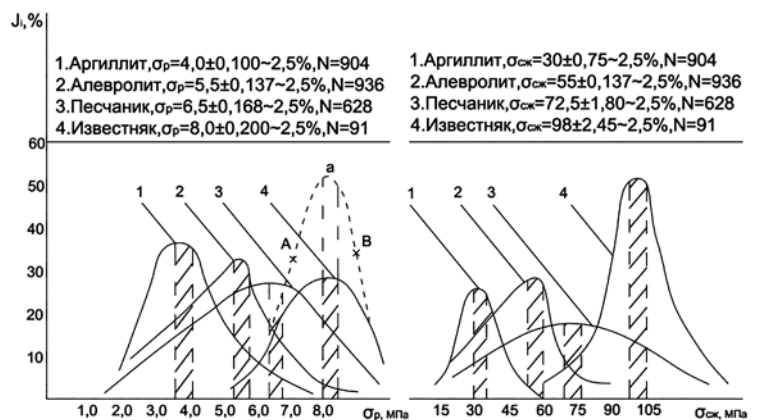 Ji,%
1.Аргиллит,σр=4,0±0,100~2,5%,N=904
2.Алевролит,σр=5,5±0,137~2,5%,N=936
3.Песчаник,σр=6,5±0,168~2,5%,N=628
4.Известняк,σр=8,0±0,200~2,5%,N=91
1.Аргиллит,σсж=30±0,75~2,5%,N=904
2.Алевролит,σсж=55±0,137~2,5%,N=936
3.Песчаник,σсж=72,5±1,80~2,5%,N=628
4.Известняк,σсж=98±2,45~2,5%,N=91
60
50
40
30
20
10
1 2 3 4 a
A B
1 2 3 4
1,0 2,0 3,0 4,0 5,0 6,0 7,0 8,0 σр, МПа
15 30 45 60 75 90 105 σсж, МПа